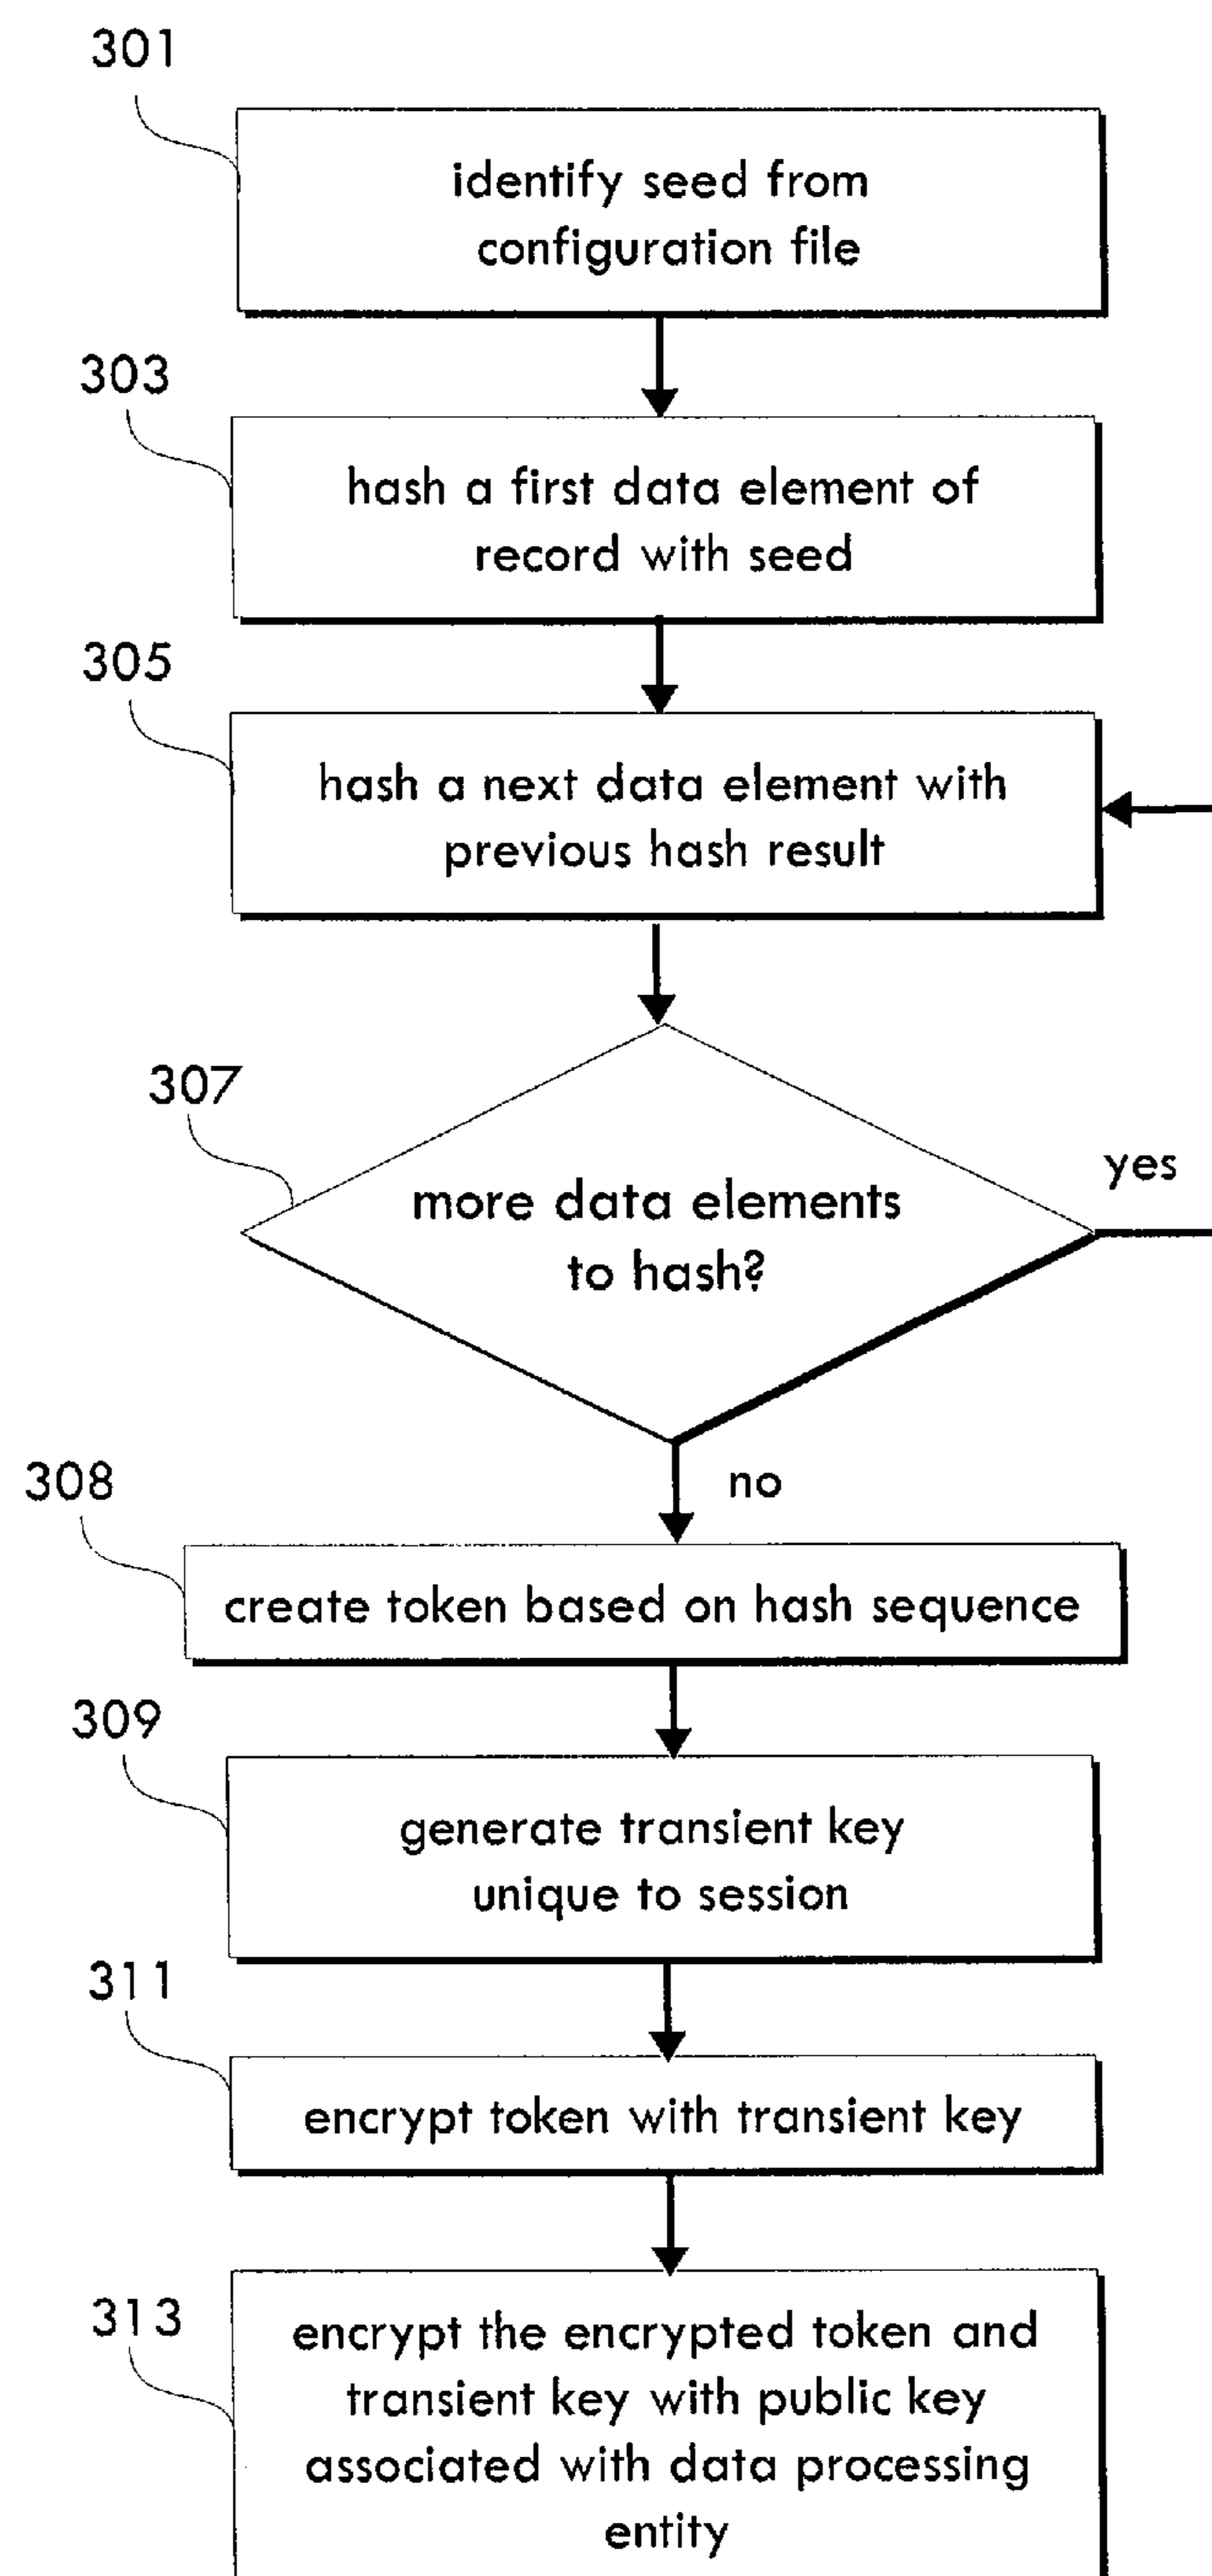 301
identify seed from
configuration file
303
hash a first data element of
record with seed
305
hash a next data element with
previous hash result
307
more data elements
to hash?
yes
no
308
create token based on hash sequence
309
generate transient key
unique to session
311
encrypt token with transient key
313
encrypt the encrypted token and
transient key with public key
associated with data processing
entity